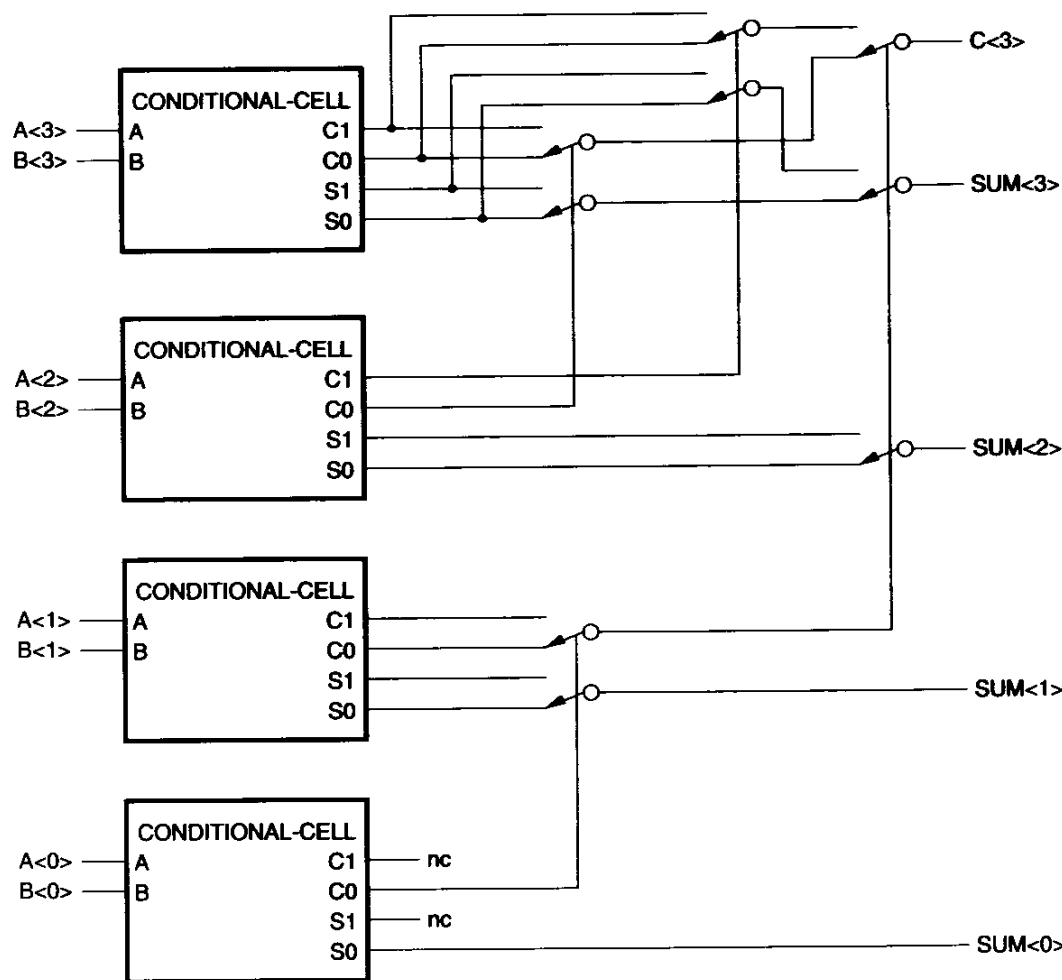 C<3>
CONDITIONAL-CELL
A<3> A C1
B<3> B C0
S1
SUM<3>
S0
CONDITIONAL-CELL
A<2> A C1
B<2> B C0
S1
SUM<2>
S0
CONDITIONAL-CELL
A<1> A C1
B<1> B C0
S1
SUM<1>
S0
CONDITIONAL-CELL
A<0> A C1 nc
B<0> B C0
S1 nc
S0 SUM<0>